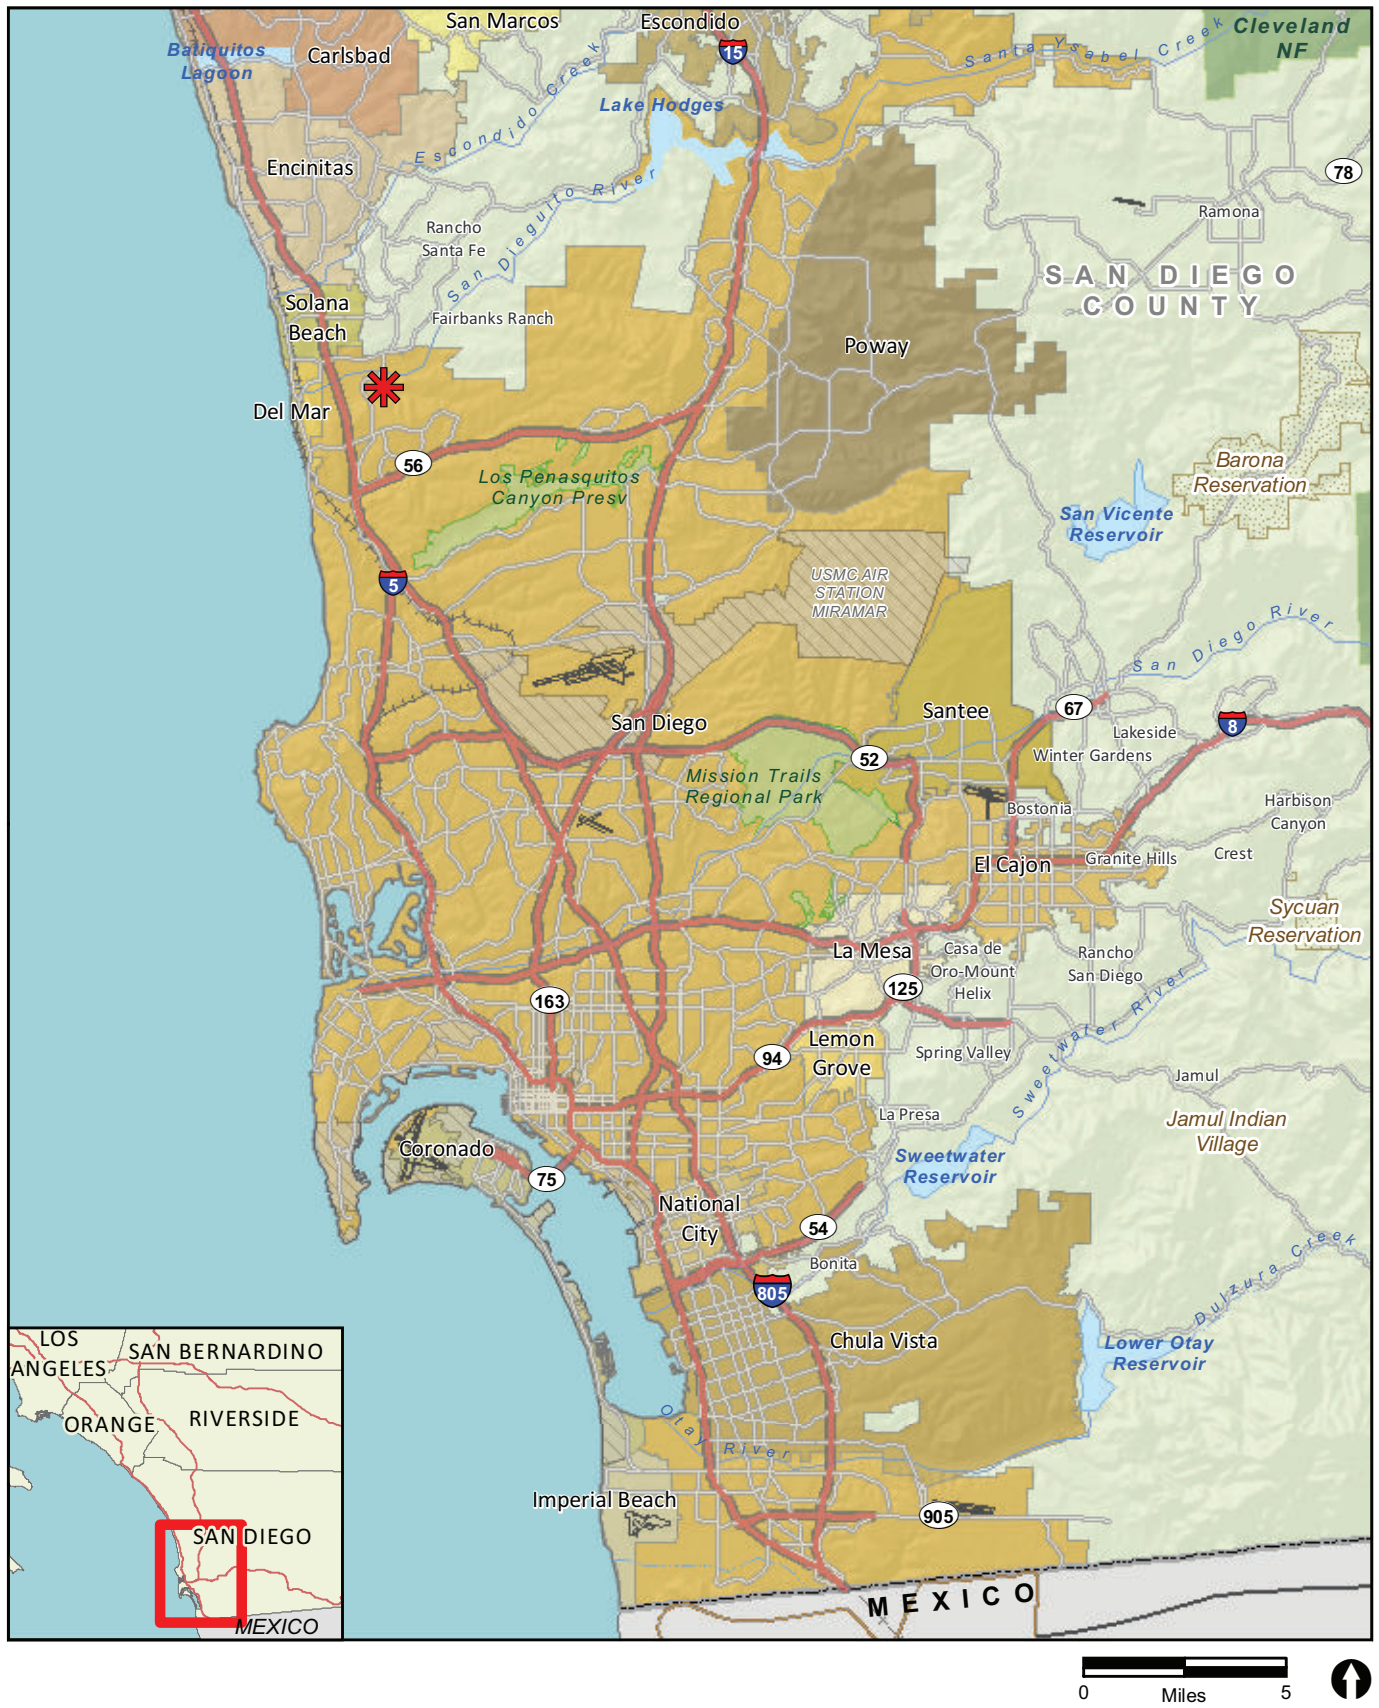 San Marcos
Escondido
Cleveland
NF
Batiquitos
Lagoon
Carlsbad
15
Santa Ysabel Creek
Escondido Creek
Lake Hodges
Encinitas
78
San Dieguito River
Ramona
Rancho
Santa Fe
SAN DIEGO
COUNTY
Solana
Beach
Fairbanks Ranch
Poway
Del Mar
56
Los Penasquitos
Canyon Presv
Barona
Reservation
San Vicente
Reservoir
5
USMC AIR
STATION
MIRAMAR
San Diego River
San Diego
Santee
67
8
Lakeside
Winter Gardens
52
Mission Trails
Regional Park
Bostonia
Harbison
Canyon
El Cajon
Granite Hills
Crest
Sycuan
Reservation
La Mesa
Casa de
Oro-Mount
Helix
Rancho
San Diego
125
163
Sweetwater River
Lemon
Grove
94
Spring Valley
Jamul
La Presa
Jamul Indian
Village
Coronado
75
Sweetwater
Reservoir
National
City
54
Bonita
805
Dulzura Creek
Chula Vista
Lower Otay
Reservoir
Otay River
Imperial Beach
905
MEXICO
LOS
ANGELES
SAN BERNARDINO
ORANGE
RIVERSIDE
SAN DIEGO
MEXICO
0
Miles
5